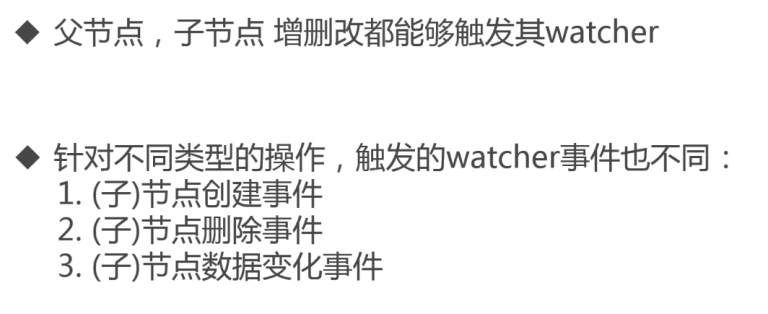 ◆ 父节点，子节点 增删改都能够触发其watcher
◆ 针对不同类型的操作，触发的watcher事件也不同：
1. (子)节点创建事件
2. (子)节点删除事件
3. (子)节点数据变化事件